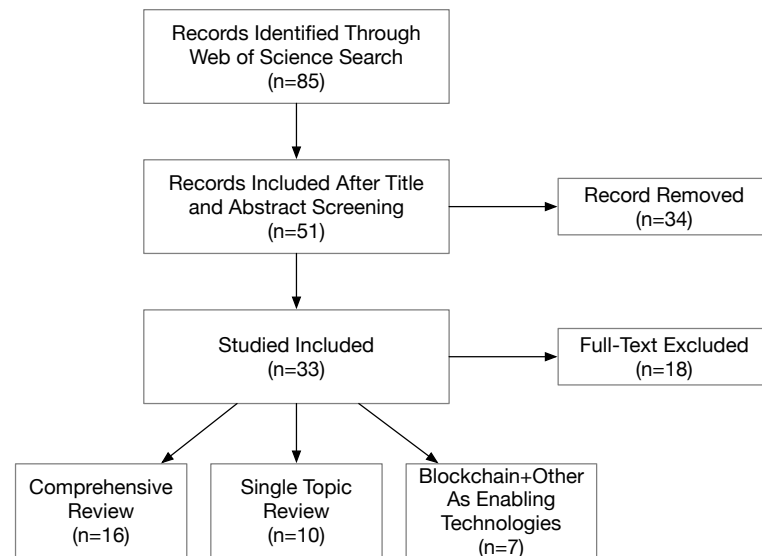 Records Identified Through
Web of Science Search
(n=85)
Records Included After Title
and Abstract Screening
(n=51)
Record Removed
(n=34)
Studied Included
(n=33)
Full-Text Excluded
(n=18)
Comprehensive
Review
(n=16)
Single Topic
Review
(n=10)
Blockchain+Other
As Enabling
Technologies
(n=7)